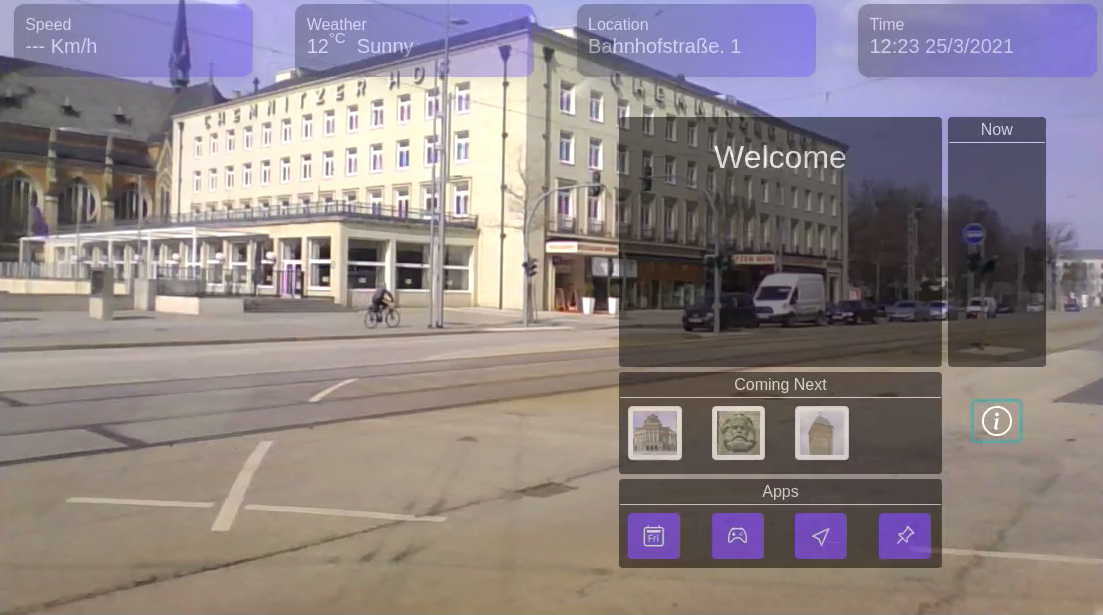 Speed
--- Km/h
Weather
12°C Sunny
Location
Bahnhofstraße. 1
Time
12:23 25/3/2021
CHEMNITZER HOF
Welcome
Now
Coming Next
i
Apps
Fri